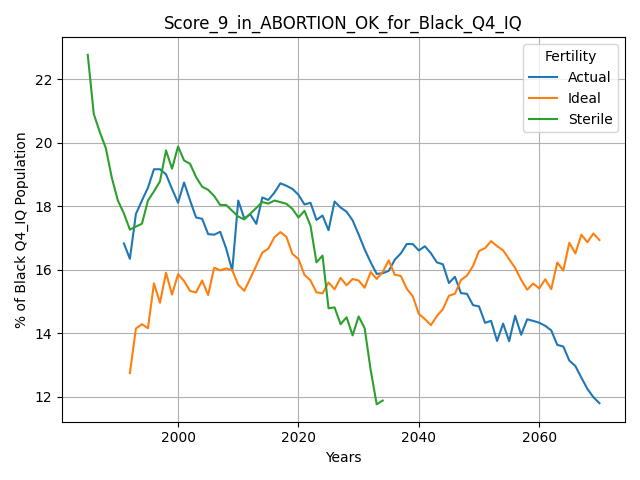 Score_9_in_ABORTION_OK_for_Black_Q4_IQ
Fertility
Actual
Ideal
Sterile
% of Black Q4_IQ Population
22
20
18
16
14
12
2000
2020
2040
2060
Years